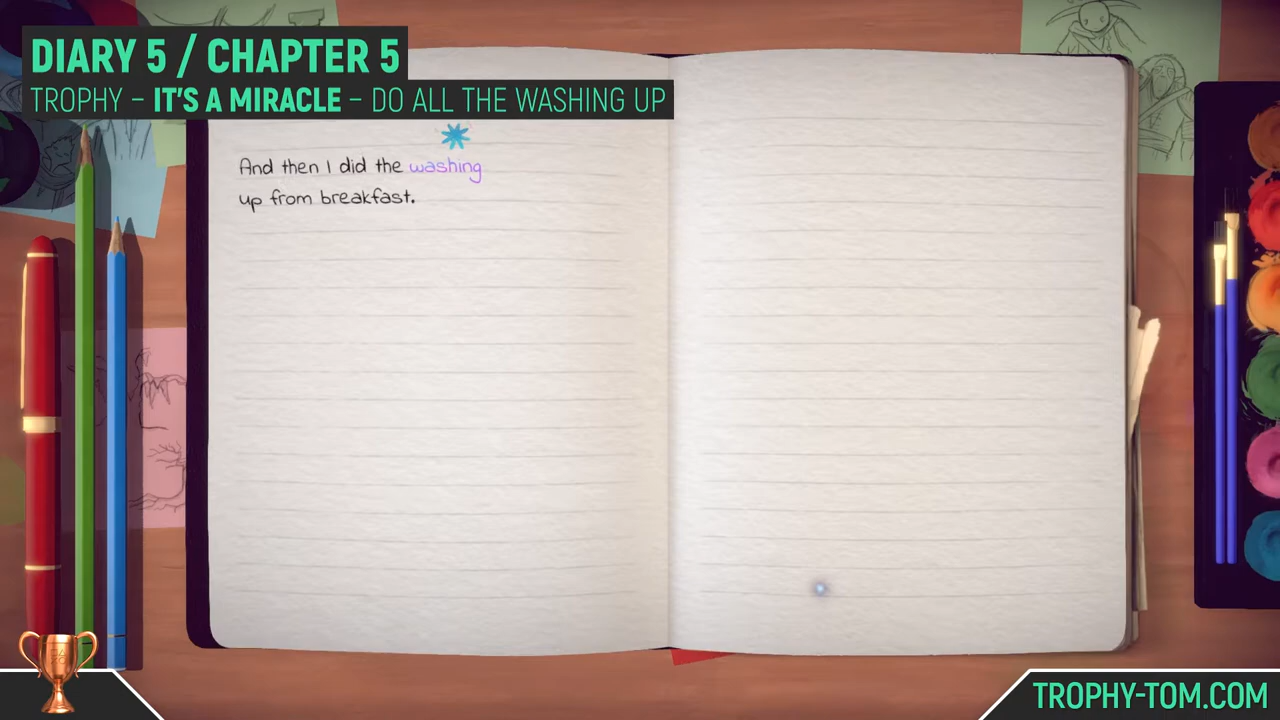 DIARY 5 / CHAPTER 5
TROPHY – IT'S A MIRACLE – DO ALL THE WASHING UP
And then I did the washing
up from breakfast.
TROPHY-TOM.COM